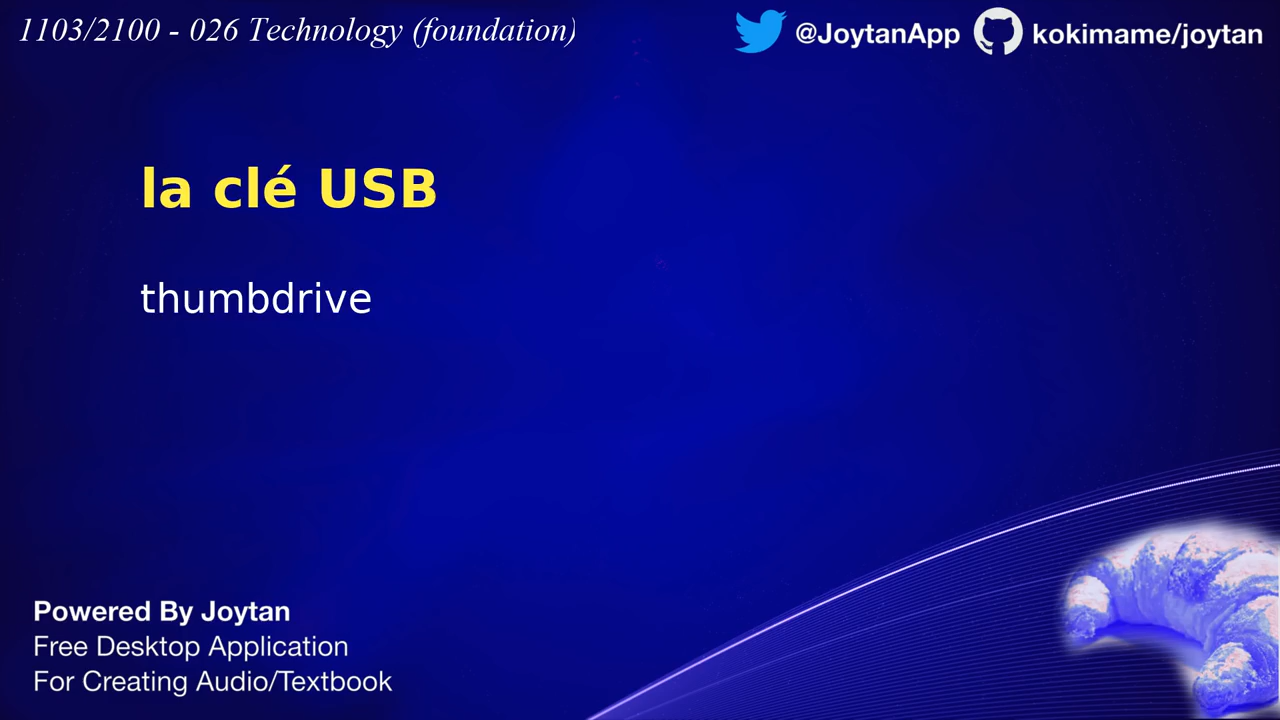 1103/2100 - 026 Technology (foundation)
@JoytanApp
kokimame/joytan
la clé USB
thumbdrive
Powered By Joytan
Free Desktop Application
For Creating Audio/Textbook